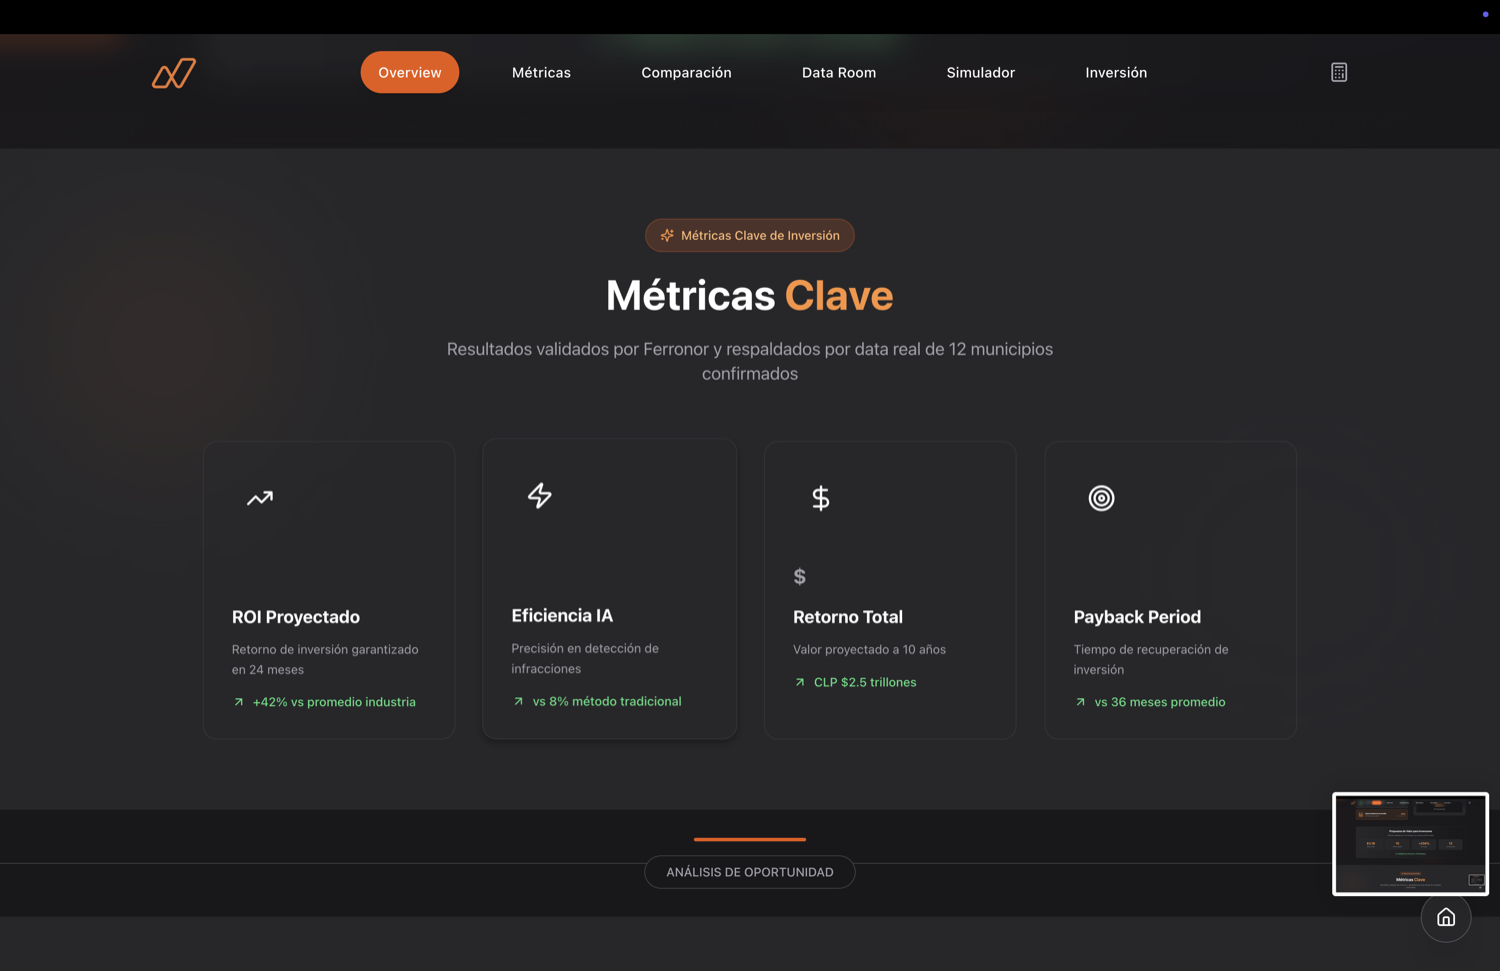 Overview
Métricas
Comparación
Data Room
Simulador
Inversión
Métricas Clave de Inversión
Métricas Clave
Resultados validados por Ferronor y respaldados por data real de 12 municipios
confirmados
ROI Proyectado
Retorno de inversión garantizado
en 24 meses
+42% vs promedio industria
Eficiencia IA
Precisión en detección de
infracciones
vs 8% método tradicional
$
Retorno Total
Valor proyectado a 10 años
CLP $2.5 trillones
Payback Period
Tiempo de recuperación de
inversión
vs 36 meses promedio
ANÁLISIS DE OPORTUNIDAD
Métricas Clave